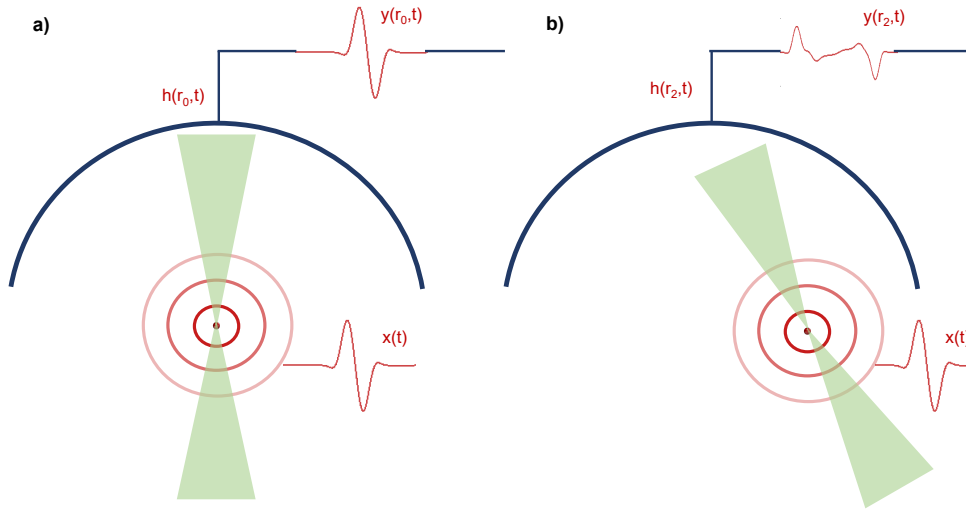 a)
y(r₀,t)
h(r₀,t)
x(t)
b)
y(r₂,t)
h(r₂,t)
x(t)